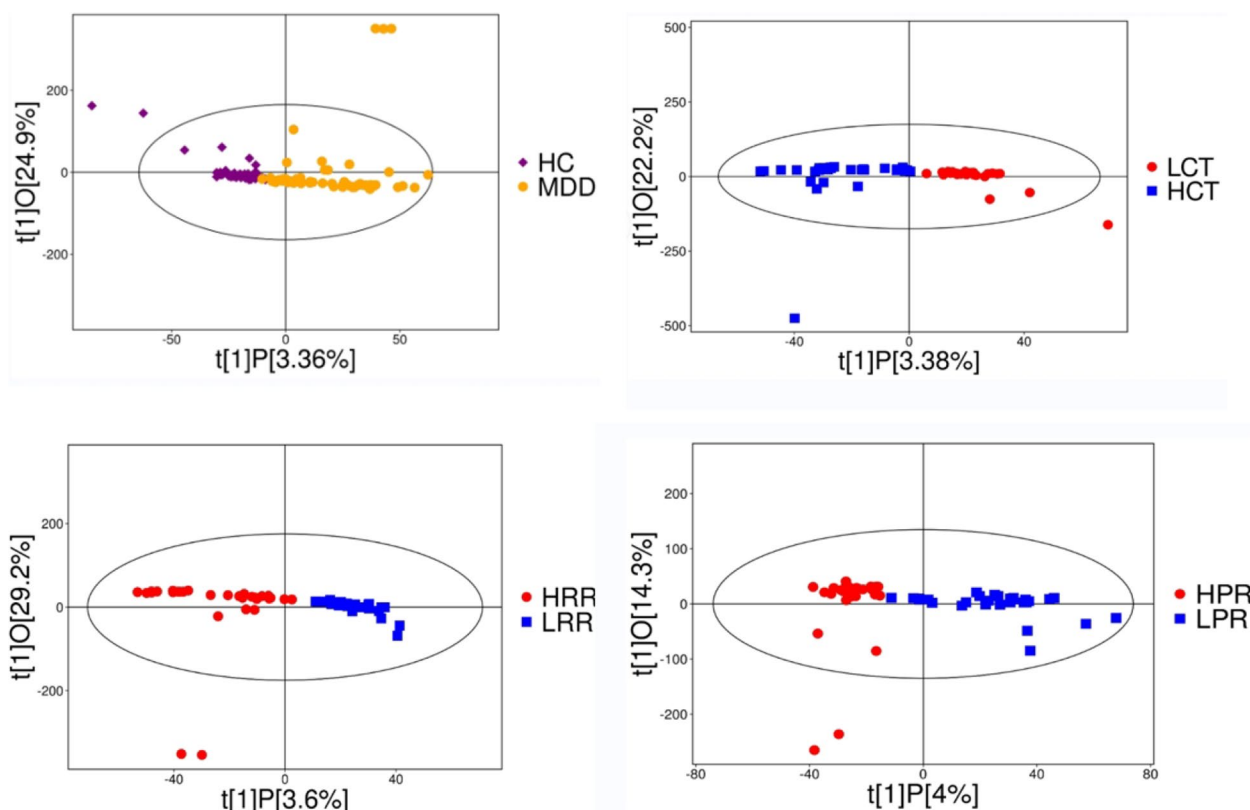 t[1]O[24.9%]
200
0
-200
-50
0
50
t[1]P[3.36%]
HC
MDD
t[1]O[22.2%]
500
250
0
-250
-500
-40
0
40
t[1]P[3.38%]
LCT
HCT
t[1]O[29.2%]
200
0
-200
-40
0
40
t[1]P[3.6%]
HRR
LRR
t[1]O[14.3%]
200
100
0
-100
-200
-80
-40
0
40
80
t[1]P[4%]
HPR
LPR